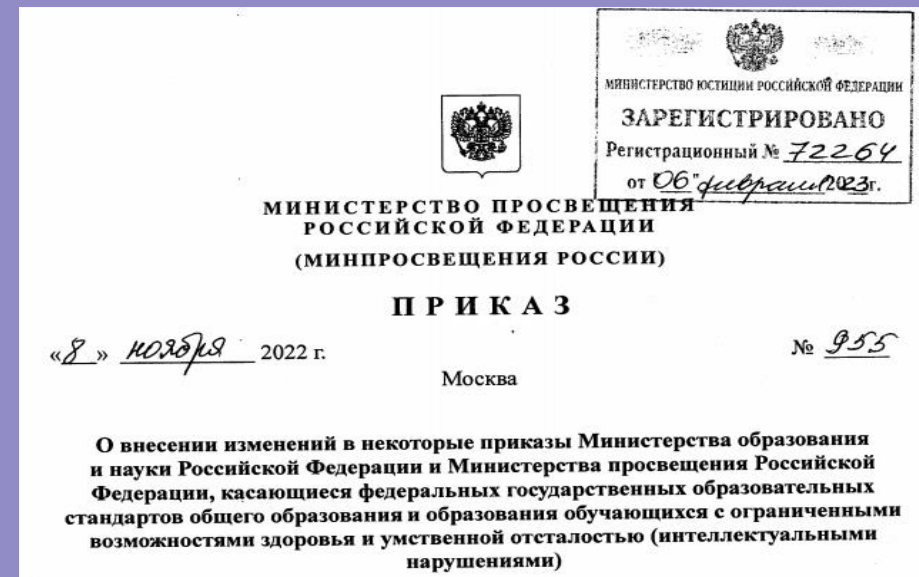 МИНИСТЕРСТВО ЮСТИЦИИ РОССИЙСКОЙ ФЕДЕРАЦИИ
ЗАРЕГИСТРИРОВАНО
Регистрационный № 72264
от "06" февраля 2023г.
МИНИСТЕРСТВО ПРОСВЕЩЕНИЯ
РОССИЙСКОЙ ФЕДЕРАЦИИ
(МИНПРОСВЕЩЕНИЯ РОССИИ)
ПРИКАЗ
«8» ноября 2022 г.
№ 955
Москва
О внесении изменений в некоторые приказы Министерства образования
и науки Российской Федерации и Министерства просвещения Российской
Федерации, касающиеся федеральных государственных образовательных
стандартов общего образования и образования обучающихся с ограниченными
возможностями здоровья и умственной отсталостью (интеллектуальными
нарушениями)